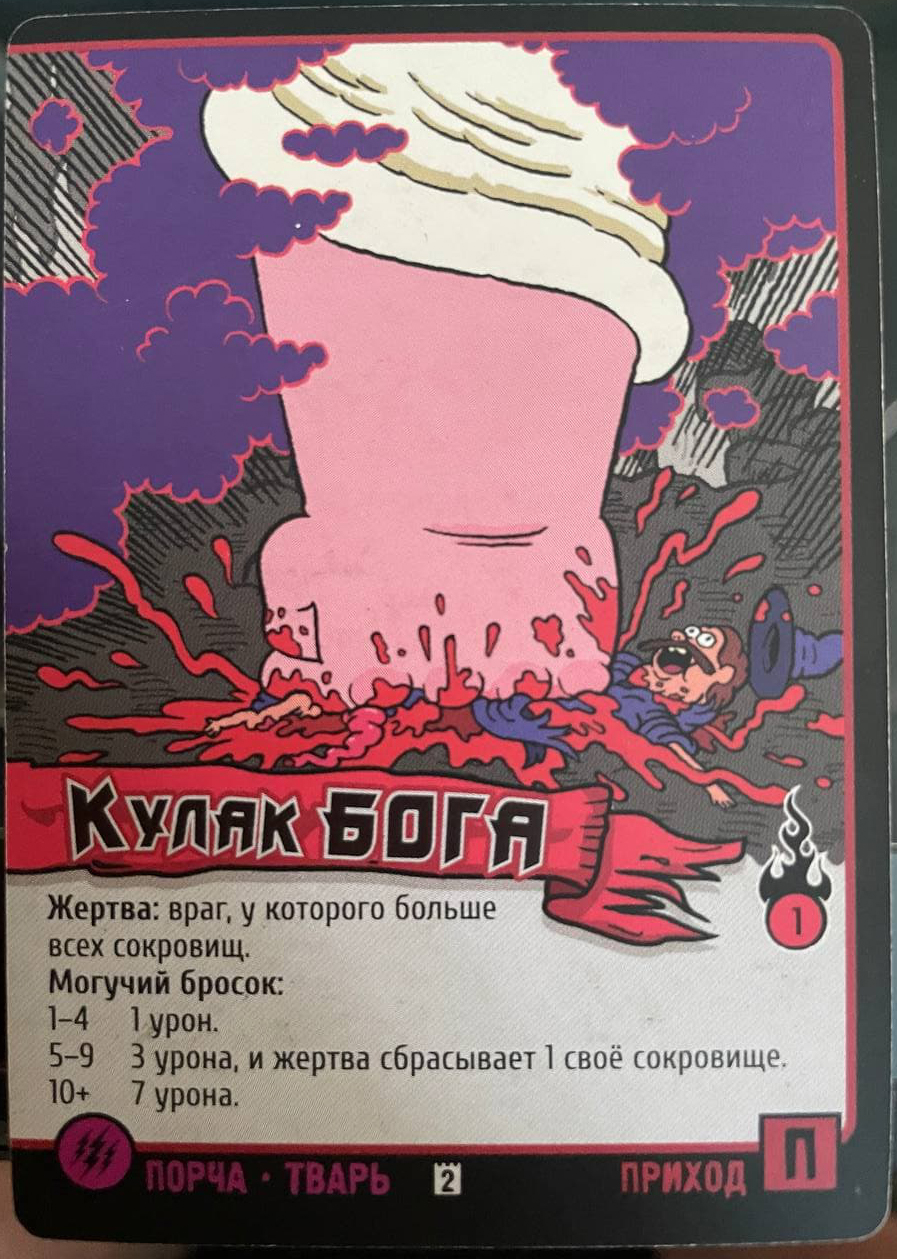 Кулак БОГА
1
Жертва: враг, у которого больше
всех сокровищ.
Могучий бросок:
1–4 1 урон.
5–9 3 урона, и жертва сбрасывает 1 своё сокровище.
10+ 7 урона.
ПОРЧА · ТВАРЬ 2 ПРИХОД П